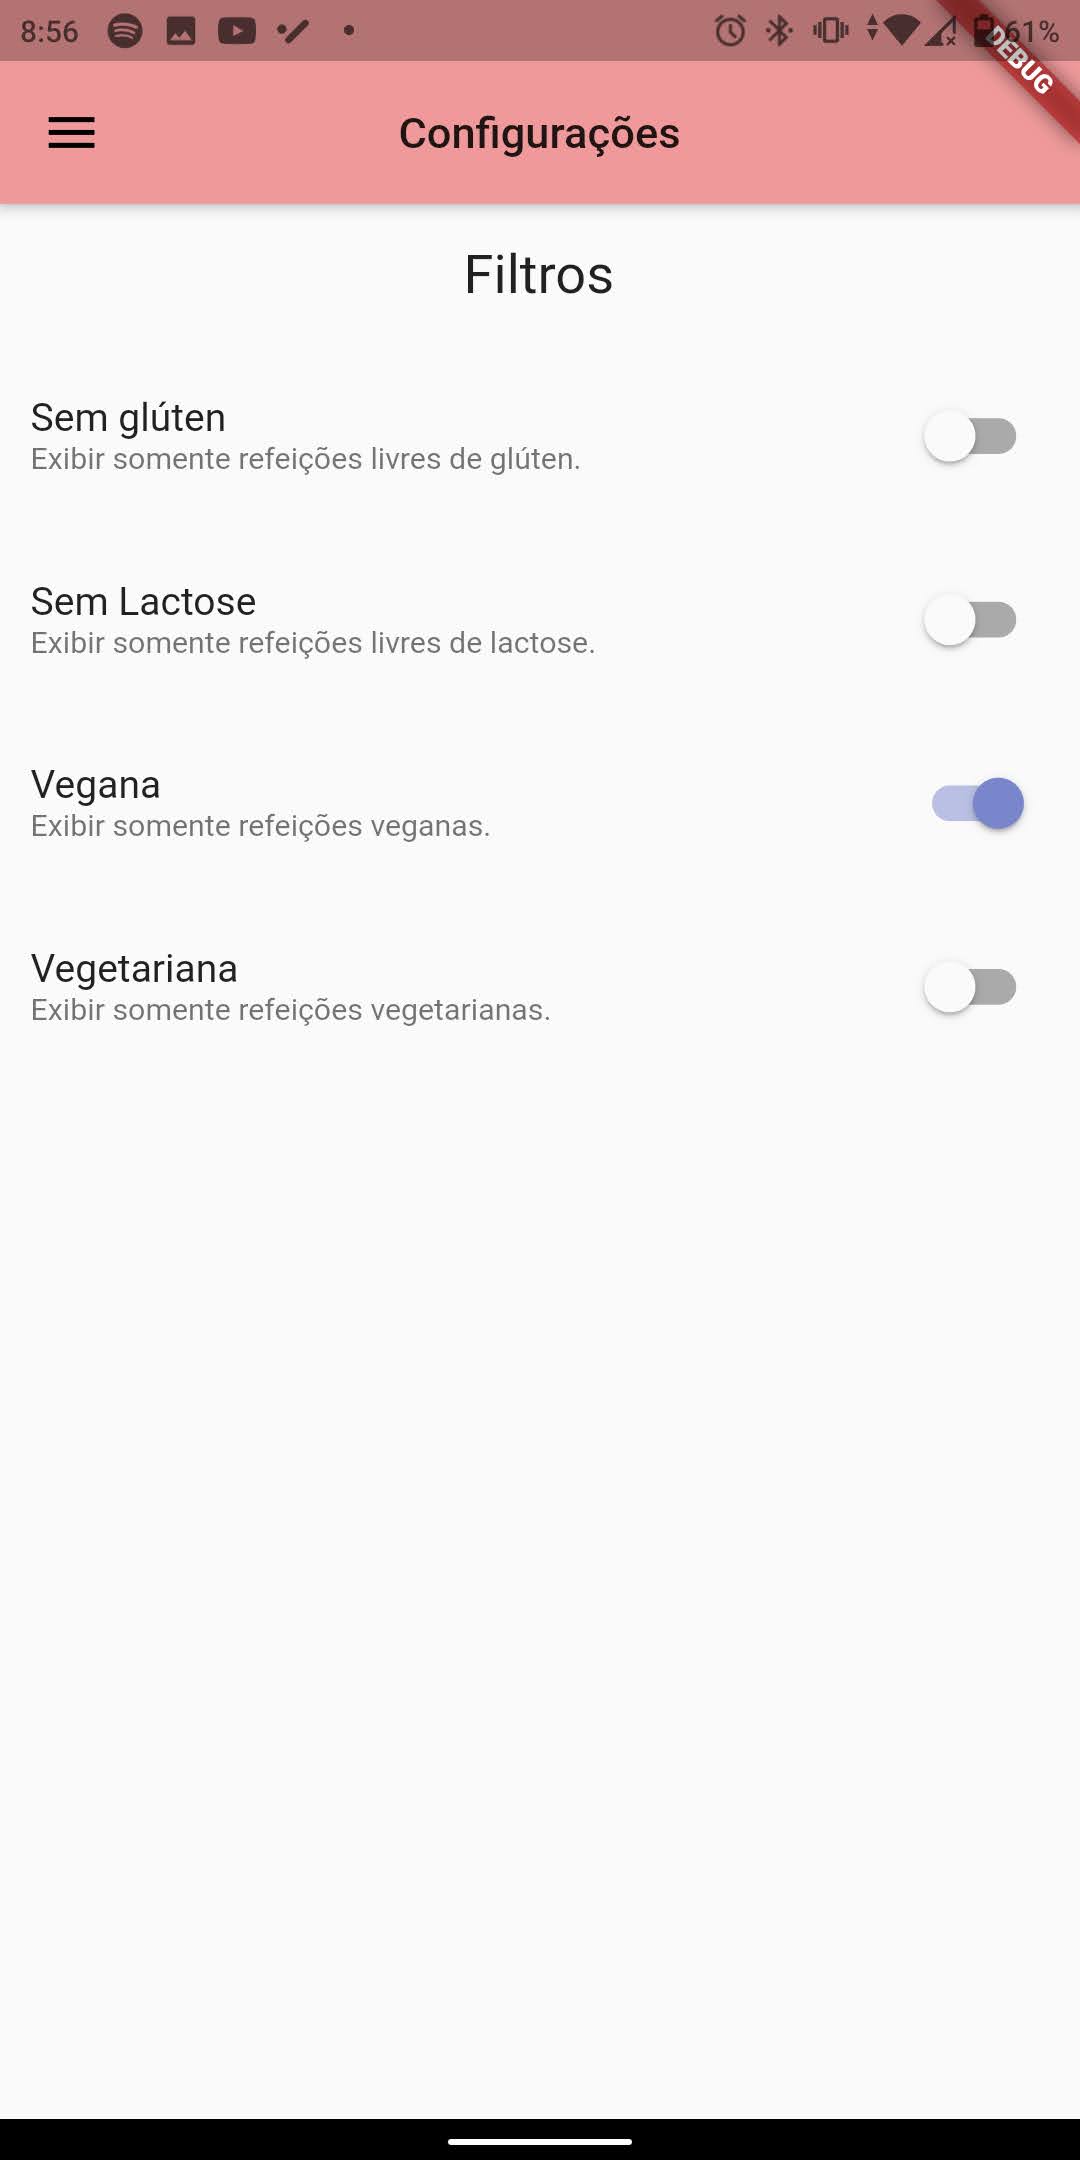 8:56
61%
DEBUG
Configurações
Filtros
Sem glúten
Exibir somente refeições livres de glúten.
Sem Lactose
Exibir somente refeições livres de lactose.
Vegana
Exibir somente refeições veganas.
Vegetariana
Exibir somente refeições vegetarianas.